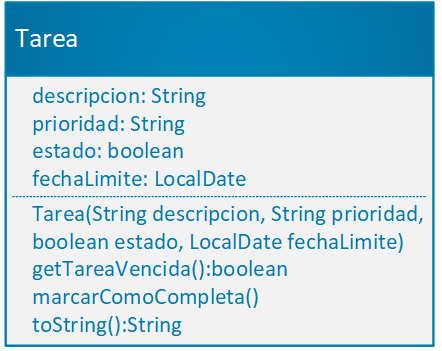 Tarea
descripcion: String
prioridad: String
estado: boolean
fechaLimite: LocalDate
Tarea(String descripcion, String prioridad,
boolean estado, LocalDate fechaLimite)
getTareaVencida():boolean
marcarComoCompleta()
toString():String